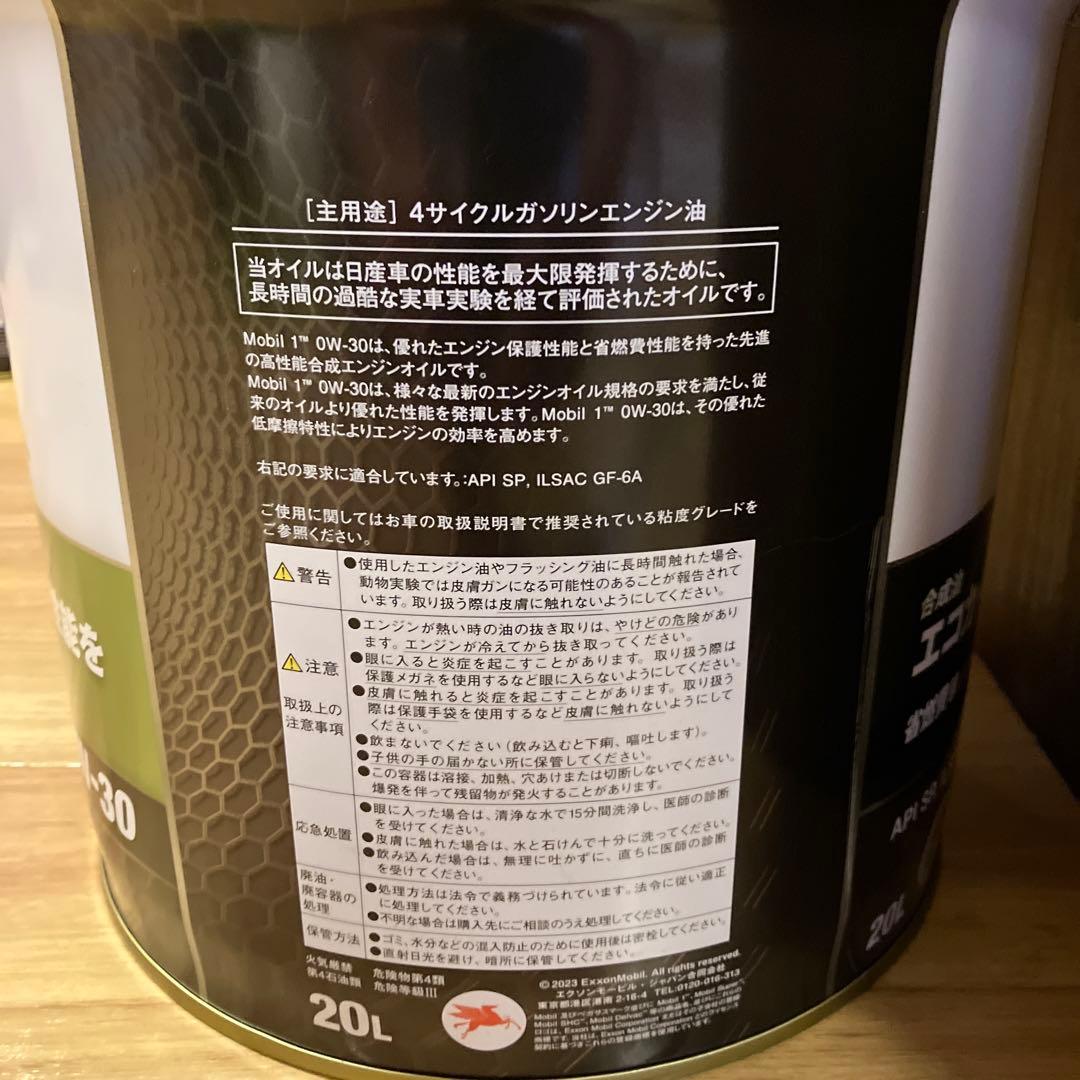 [主用途] 4サイクルガソリンエンジン油
当オイルは日産車の性能を最大限発揮するために、
長時間の過酷な実車実験を経て評価されたオイルです。
Mobil 1™ 0W-30は、優れたエンジン保護性能と省燃費性能を持った先進
の高性能合成エンジンオイルです。
Mobil 1™ 0W-30は、様々な最新のエンジンオイル規格の要求を満たし、従
来のオイルより優れた性能を発揮します。Mobil 1™ 0W-30は、その優れた
低摩擦特性によりエンジンの効率を高めます。
右記の要求に適合しています。:API SP, ILSAC GF-6A
ご使用に関してはお車の取扱説明書で推奨されている粘度グレードを
ご参照ください。
警告
●使用したエンジン油やフラッシング油に長時間触れた場合、
動物実験では皮膚ガンになる可能性のあることが報告されて
います。取り扱う際は皮膚に触れないようにしてください。
注意
取扱上の
注意事項
●エンジンが熱い時の油の抜き取りは、やけどの危険があり
ます。エンジンが冷えてから抜き取ってください。
●眼に入ると炎症を起こすことがあります。取り扱う際は
保護メガネを使用するなど眼に入らないようにしてください。
●皮膚に触れると炎症を起こすことがあります。取り扱う
際は保護手袋を使用するなど皮膚に触れないようにして
ください。
●飲まないでください(飲み込むと下痢、嘔吐します)。
●子供の手の届かない所に保管してください。
●この容器は溶接、加熱、穴あけまたは切断しないでください。
爆発を伴って残留物が発火することがあります。
応急処置
●眼に入った場合は、清浄な水で15分間洗浄し、医師の診断
を受けてください。
●皮膚に触れた場合は、水と石けんで十分に洗ってください。
●飲み込んだ場合は、無理に吐かずに、直ちに医師の診断
を受けてください。
廃油・
廃容器の
処理
●処理方法は法令で義務づけられています。法令に従い適正
に処理してください。
●不明な場合は購入先にご相談のうえ処理してください。
保管方法
●ゴミ、水分などの混入防止のために使用後は密栓してください。
●直射日光を避け、暗所に保管してください。
火気厳禁 危険物第4類
第4石油類 危険等級III
20L
©2023 ExxonMobil. All rights reserved.
エクソンモービル・ジャパン合同会社
東京都港区港南 2-16-4 TEL:0120-016-313
能を
-30
合成油
エコ
省燃費
API SP
20L